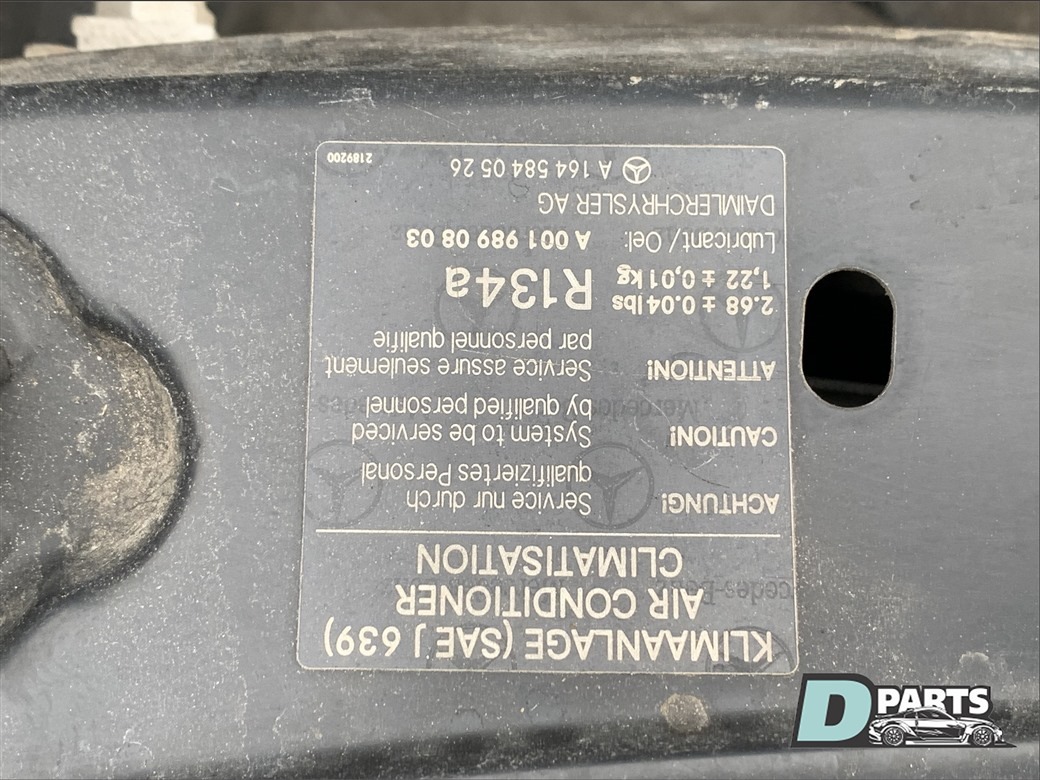 KLIMAANLAGE (SAE J 639)
AIR CONDITIONER
CLIMATISATION
ACHTUNG! Service nur durch
qualifiziertes Personal
CAUTION! System to be serviced
by qualified personnel
ATTENTION! Service assure seulement
par personnel qualifie
2.68 ± 0.04 lbs
1,22 ± 0,01 kg
R134a
Lubricant/ Oel: A 001 989 08 03
DAIMLERCHRYSLER AG
A 164 584 05 26
2189200
D PARTS